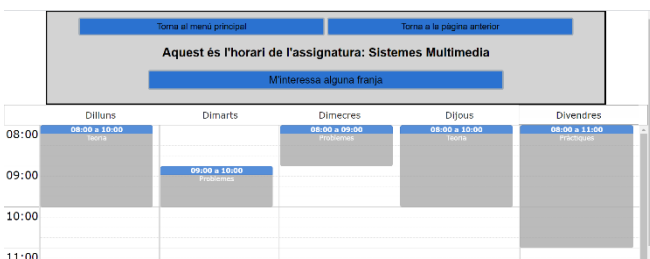 Torna al menú principal
Torna a la pàgina anterior
Aquest és l'horari de l'assignatura: Sistemes Multimedia
M'interessa alguna franja
Dilluns Dimarts Dimecres Dijous Divendres
08:00
08:00 a 10:00
Teoria
08:00 a 09:00
Problemes
08:00 a 10:00
Teoria
08:00 a 11:00
Pràctiques
09:00
09:00 a 10:00
Problemes
10:00
11:00